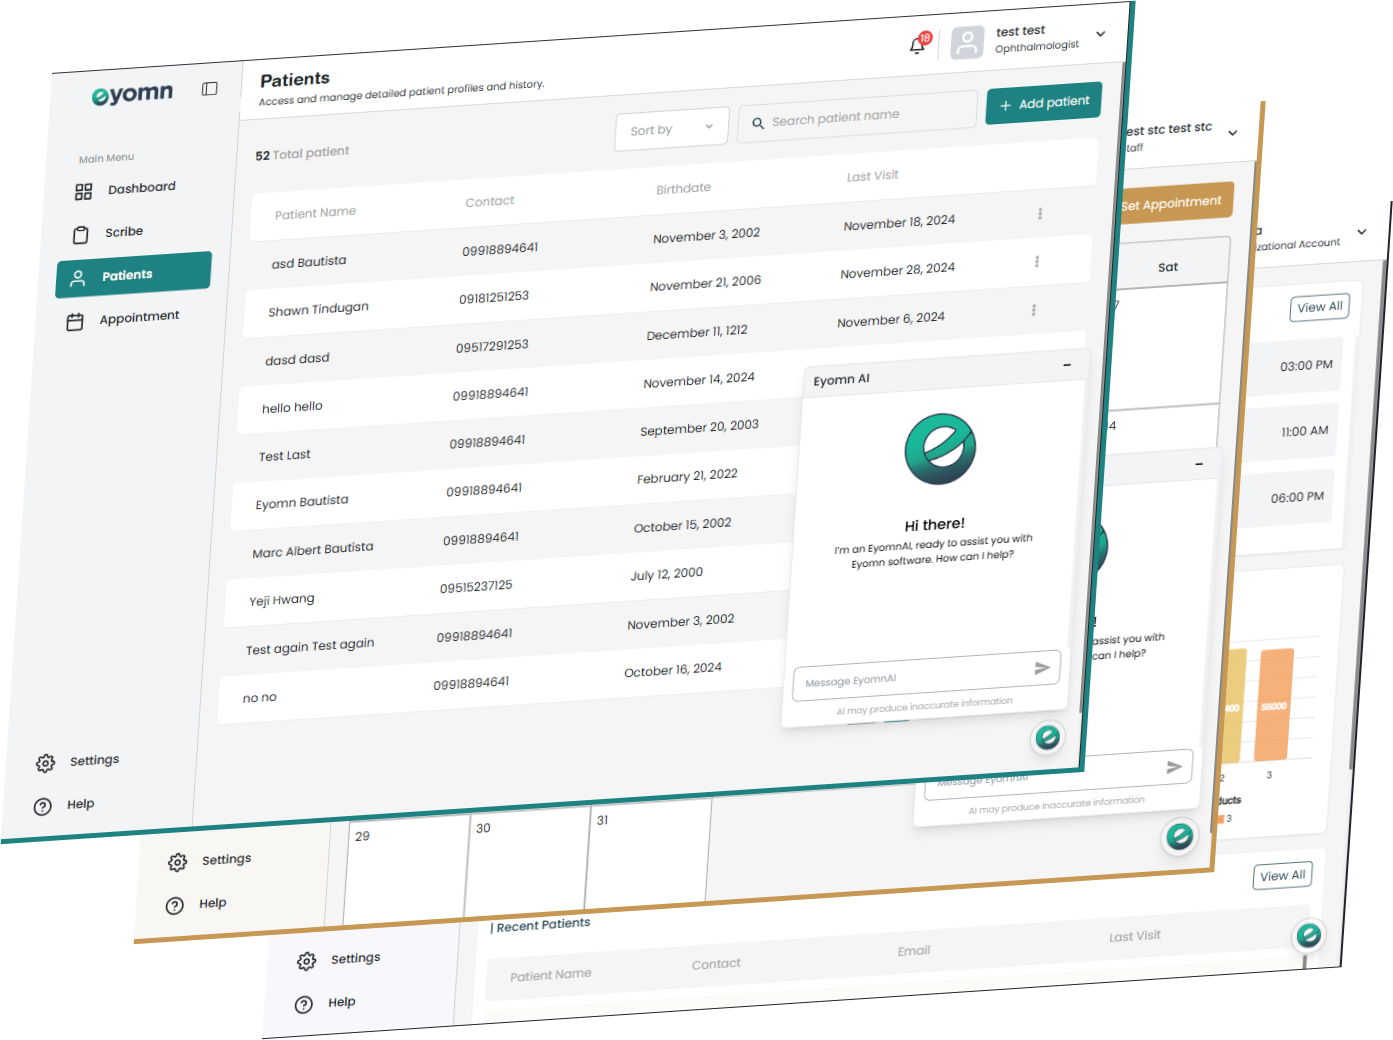 eyomn
Patients
Access and manage detailed patient profiles and history.
18
test test
Ophthalmologist
Main Menu
Dashboard
Scribe
Patients
Appointment
Settings
Help
52 Total patient
Sort by
Search patient name
+ Add patient
Patient Name Contact Birthdate Last Visit
asd Bautista 09918894641 November 3, 2002 November 18, 2024
Shawn Tindugan 09181251253 November 21, 2006 November 28, 2024
dasd dasd 09517291253 December 11, 1212 November 6, 2024
hello hello 09918894641 November 14, 2024
Test Last 09918894641 September 20, 2003
Eyomn Bautista 09918894641 February 21, 2022
Marc Albert Bautista 09918894641 October 15, 2002
Yeji Hwang 09515237125 July 12, 2000
Test again Test again 09918894641 November 3, 2002
no no 09918894641 October 16, 2024
Eyomn AI
Hi there!
I'm an EyomnAI, ready to assist you with
Eyomn software. How can I help?
Message EyomnAI
AI may produce inaccurate information
est stc test stc
taff
Set Appointment
Sat
7
4
!
assist you with
can I help?
Message EyomnAI
AI may produce inaccurate information
29 30 31
Settings
Help
a
zational Account
View All
03:00 PM
11:00 AM
06:00 PM
400 55000
2 3
ducts
3
View All
| Recent Patients
Patient Name Contact Email Last Visit
Settings
Help